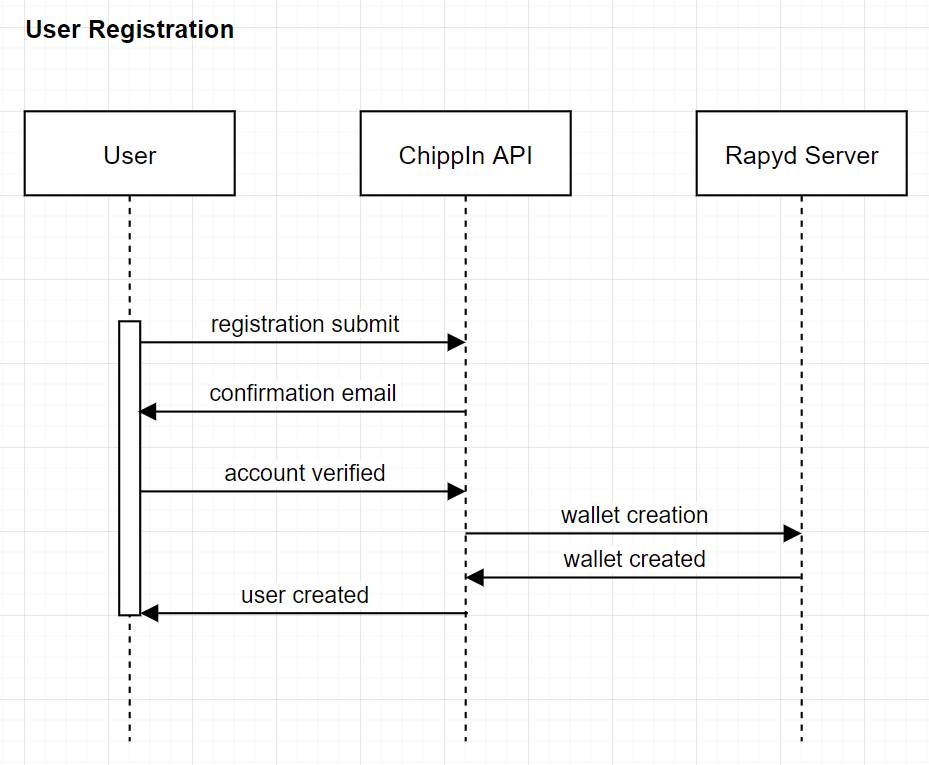 User Registration
User
ChippIn API
Rapyd Server
registration submit
confirmation email
account verified
wallet creation
wallet created
user created